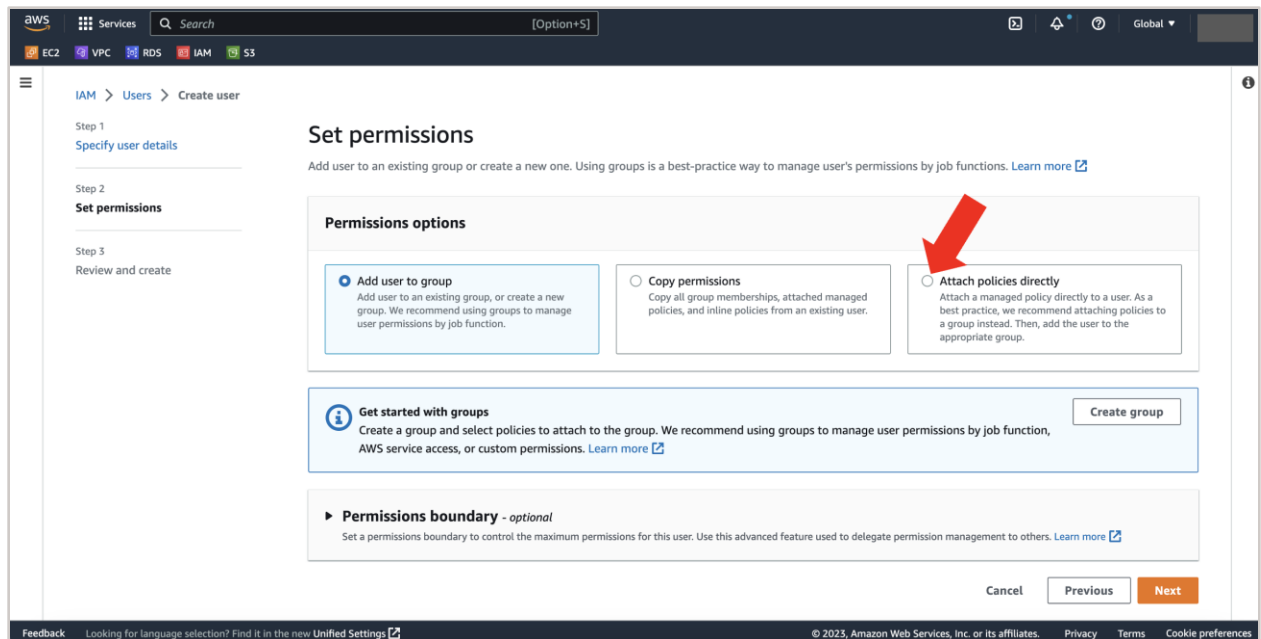 aws
Services
Search
[Option+S]
Global
EC2
VPC
RDS
IAM
S3
IAM > Users > Create user
Step 1
Specify user details
Step 2
Set permissions
Step 3
Review and create
Set permissions
Add user to an existing group or create a new one. Using groups is a best-practice way to manage user's permissions by job functions. Learn more
Permissions options
Add user to group
Add user to an existing group, or create a new
group. We recommend using groups to manage
user permissions by job function.
Copy permissions
Copy all group memberships, attached managed
policies, and inline policies from an existing user.
Attach policies directly
Attach a managed policy directly to a user. As a
best practice, we recommend attaching policies to
a group instead. Then, add the user to the
appropriate group.
Get started with groups
Create a group and select policies to attach to the group. We recommend using groups to manage user permissions by job function,
AWS service access, or custom permissions. Learn more
Create group
Permissions boundary - optional
Set a permissions boundary to control the maximum permissions for this user. Use this advanced feature used to delegate permission management to others. Learn more
Cancel
Previous
Next
Feedback
Looking for language selection? Find it in the new Unified Settings
© 2023, Amazon Web Services, Inc. or its affiliates.
Privacy
Terms
Cookie preferences